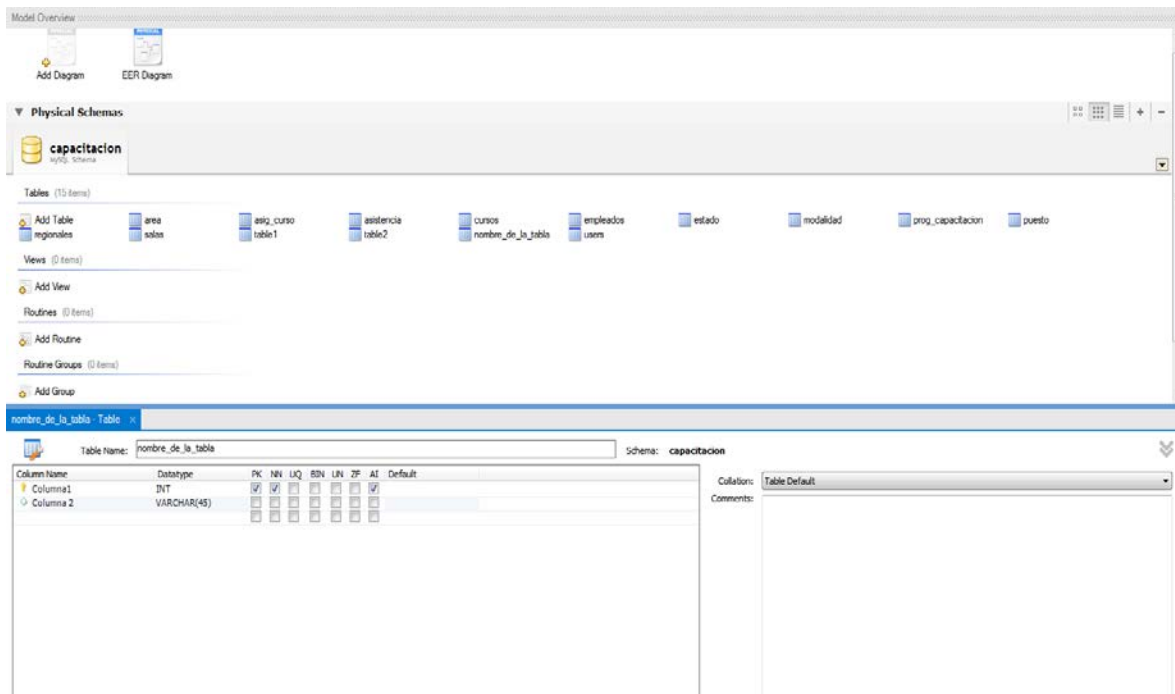 Model Overview
Add Diagram EER Diagram
Physical Schemas
capacitacion
MySQL Schema
Tables (15 items)
Add Table area asig_curso asistencia cursos empleados estado modalidad prog_capacitacion puesto
regionales salas table1 table2 nombre_de_la_tabla users
Views (0 items)
Add View
Routines (0 items)
Add Routine
Routine Groups (0 items)
Add Group
nombre_de_la_tabla - Table ×
Table Name: nombre_de_la_tabla Schema: capacitacion
Column Name Datatype PK NN UQ BIN UN ZF AI Default
Collation: Table Default
Columna1 INT
Comments:
Columna 2 VARCHAR(45)